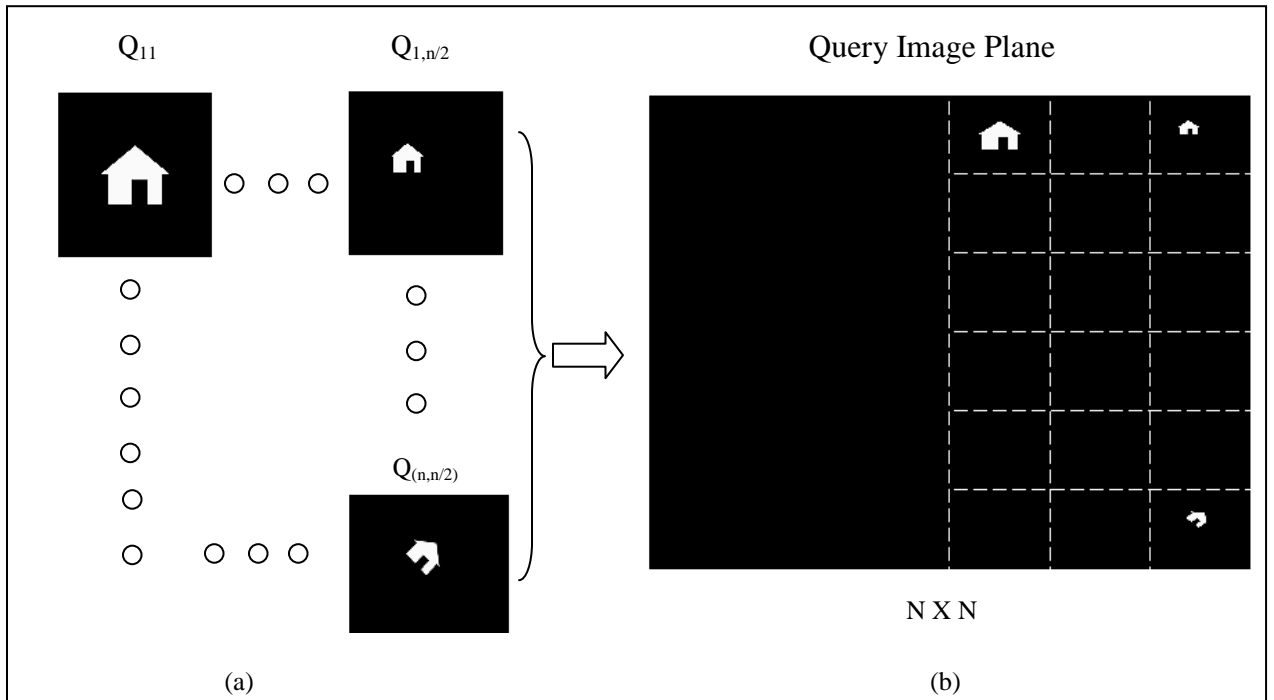 Q11
Q1,n/2
Query Image Plane
Q(n,n/2)
N X N
(a)
(b)